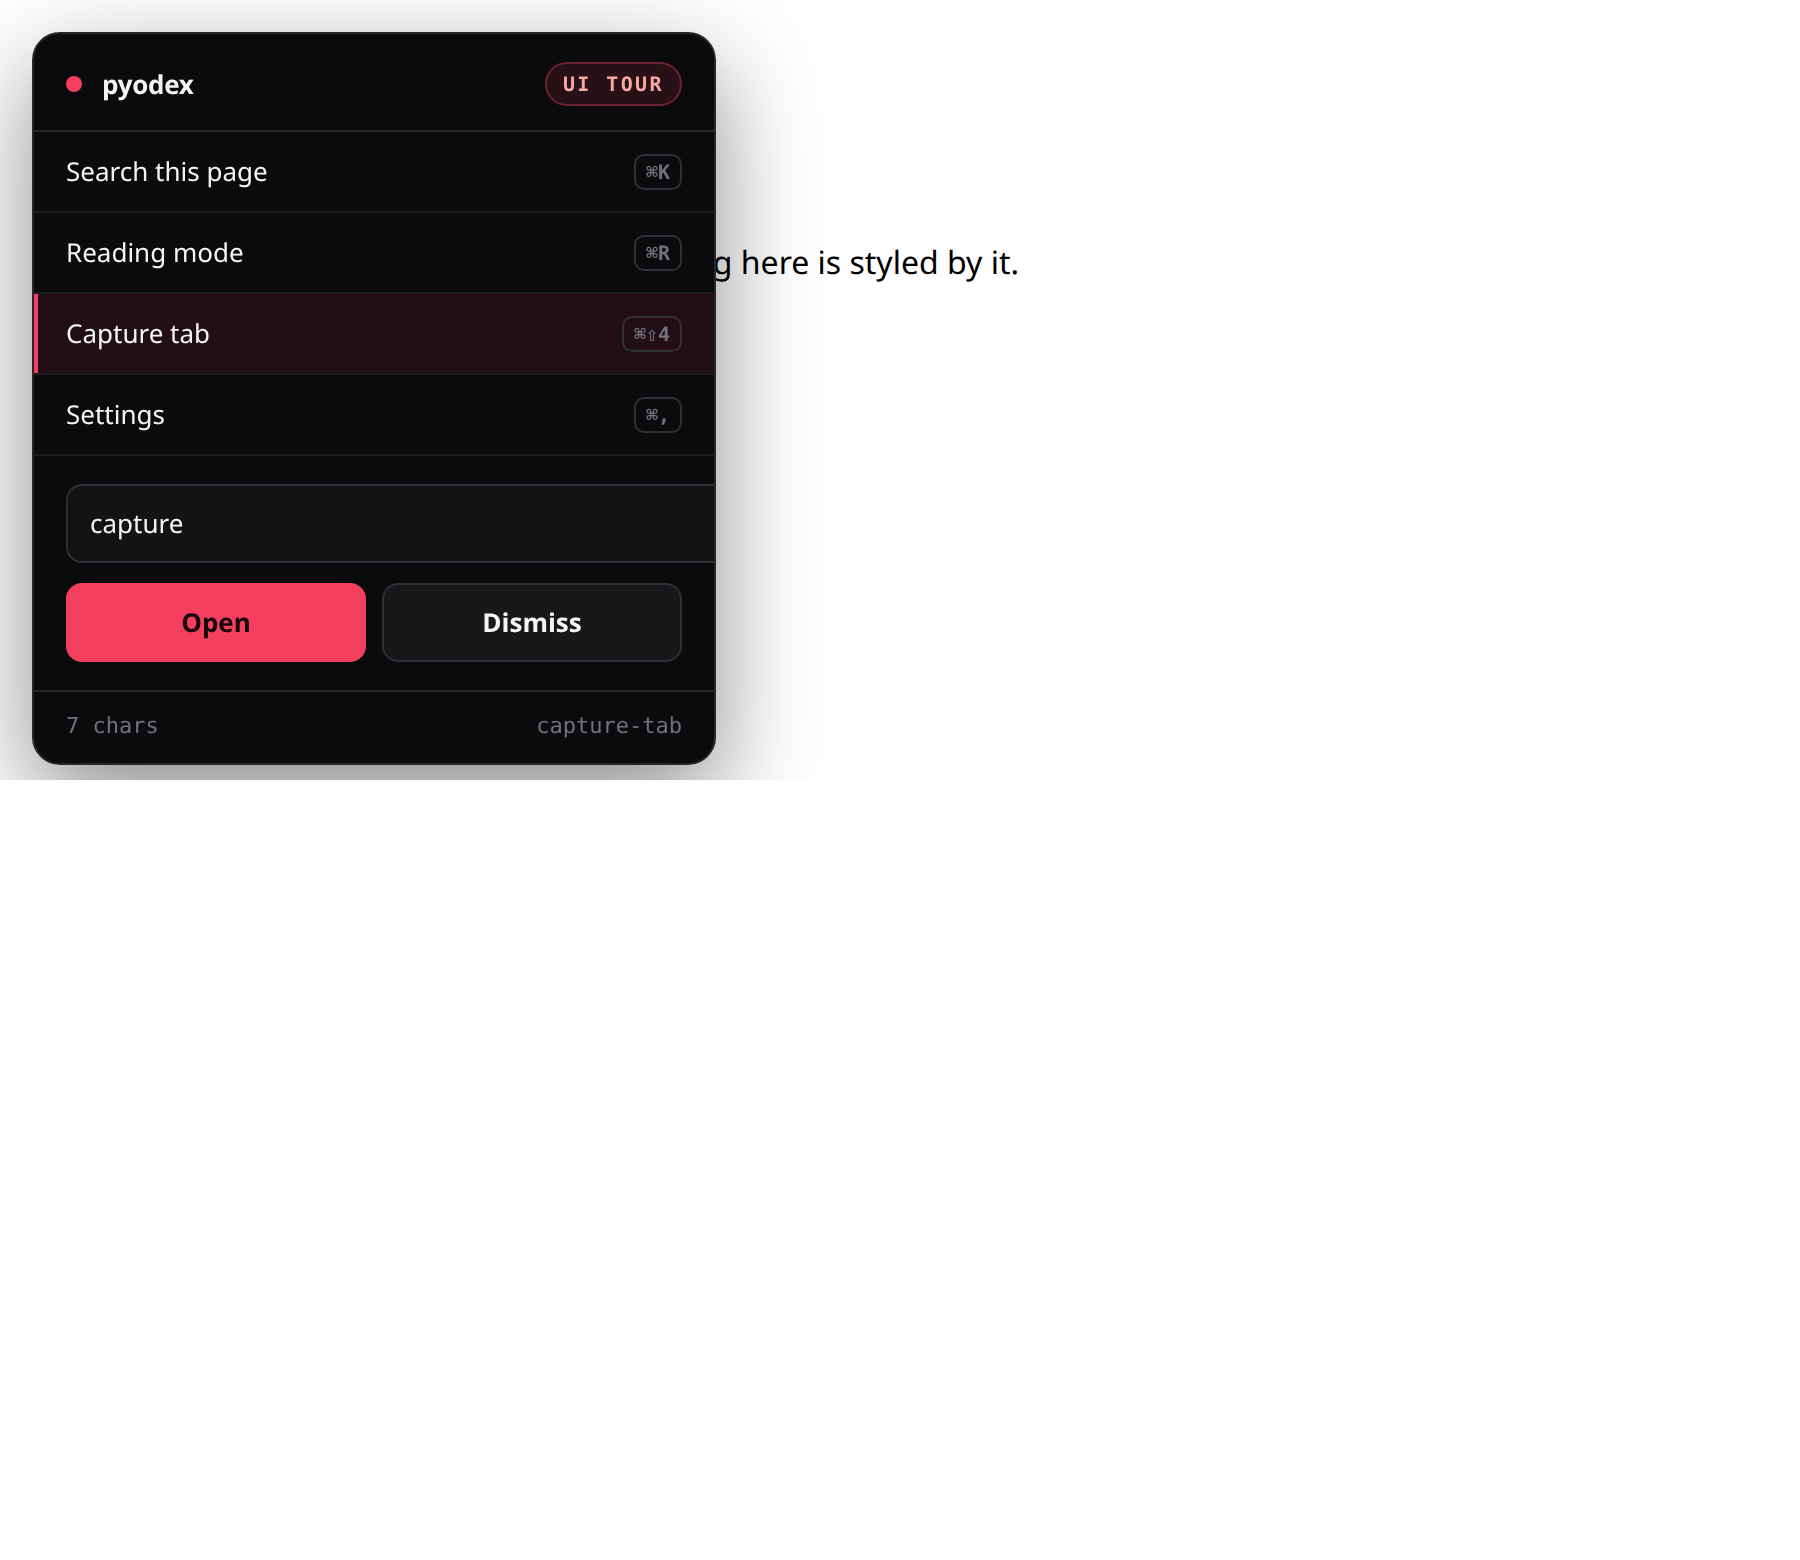 pyodex UI TOUR
Search this page ⌘K
Reading mode ⌘R
g here is styled by it.
Capture tab ⌘⇧4
Settings ⌘,
capture
Open Dismiss
7 chars capture-tab